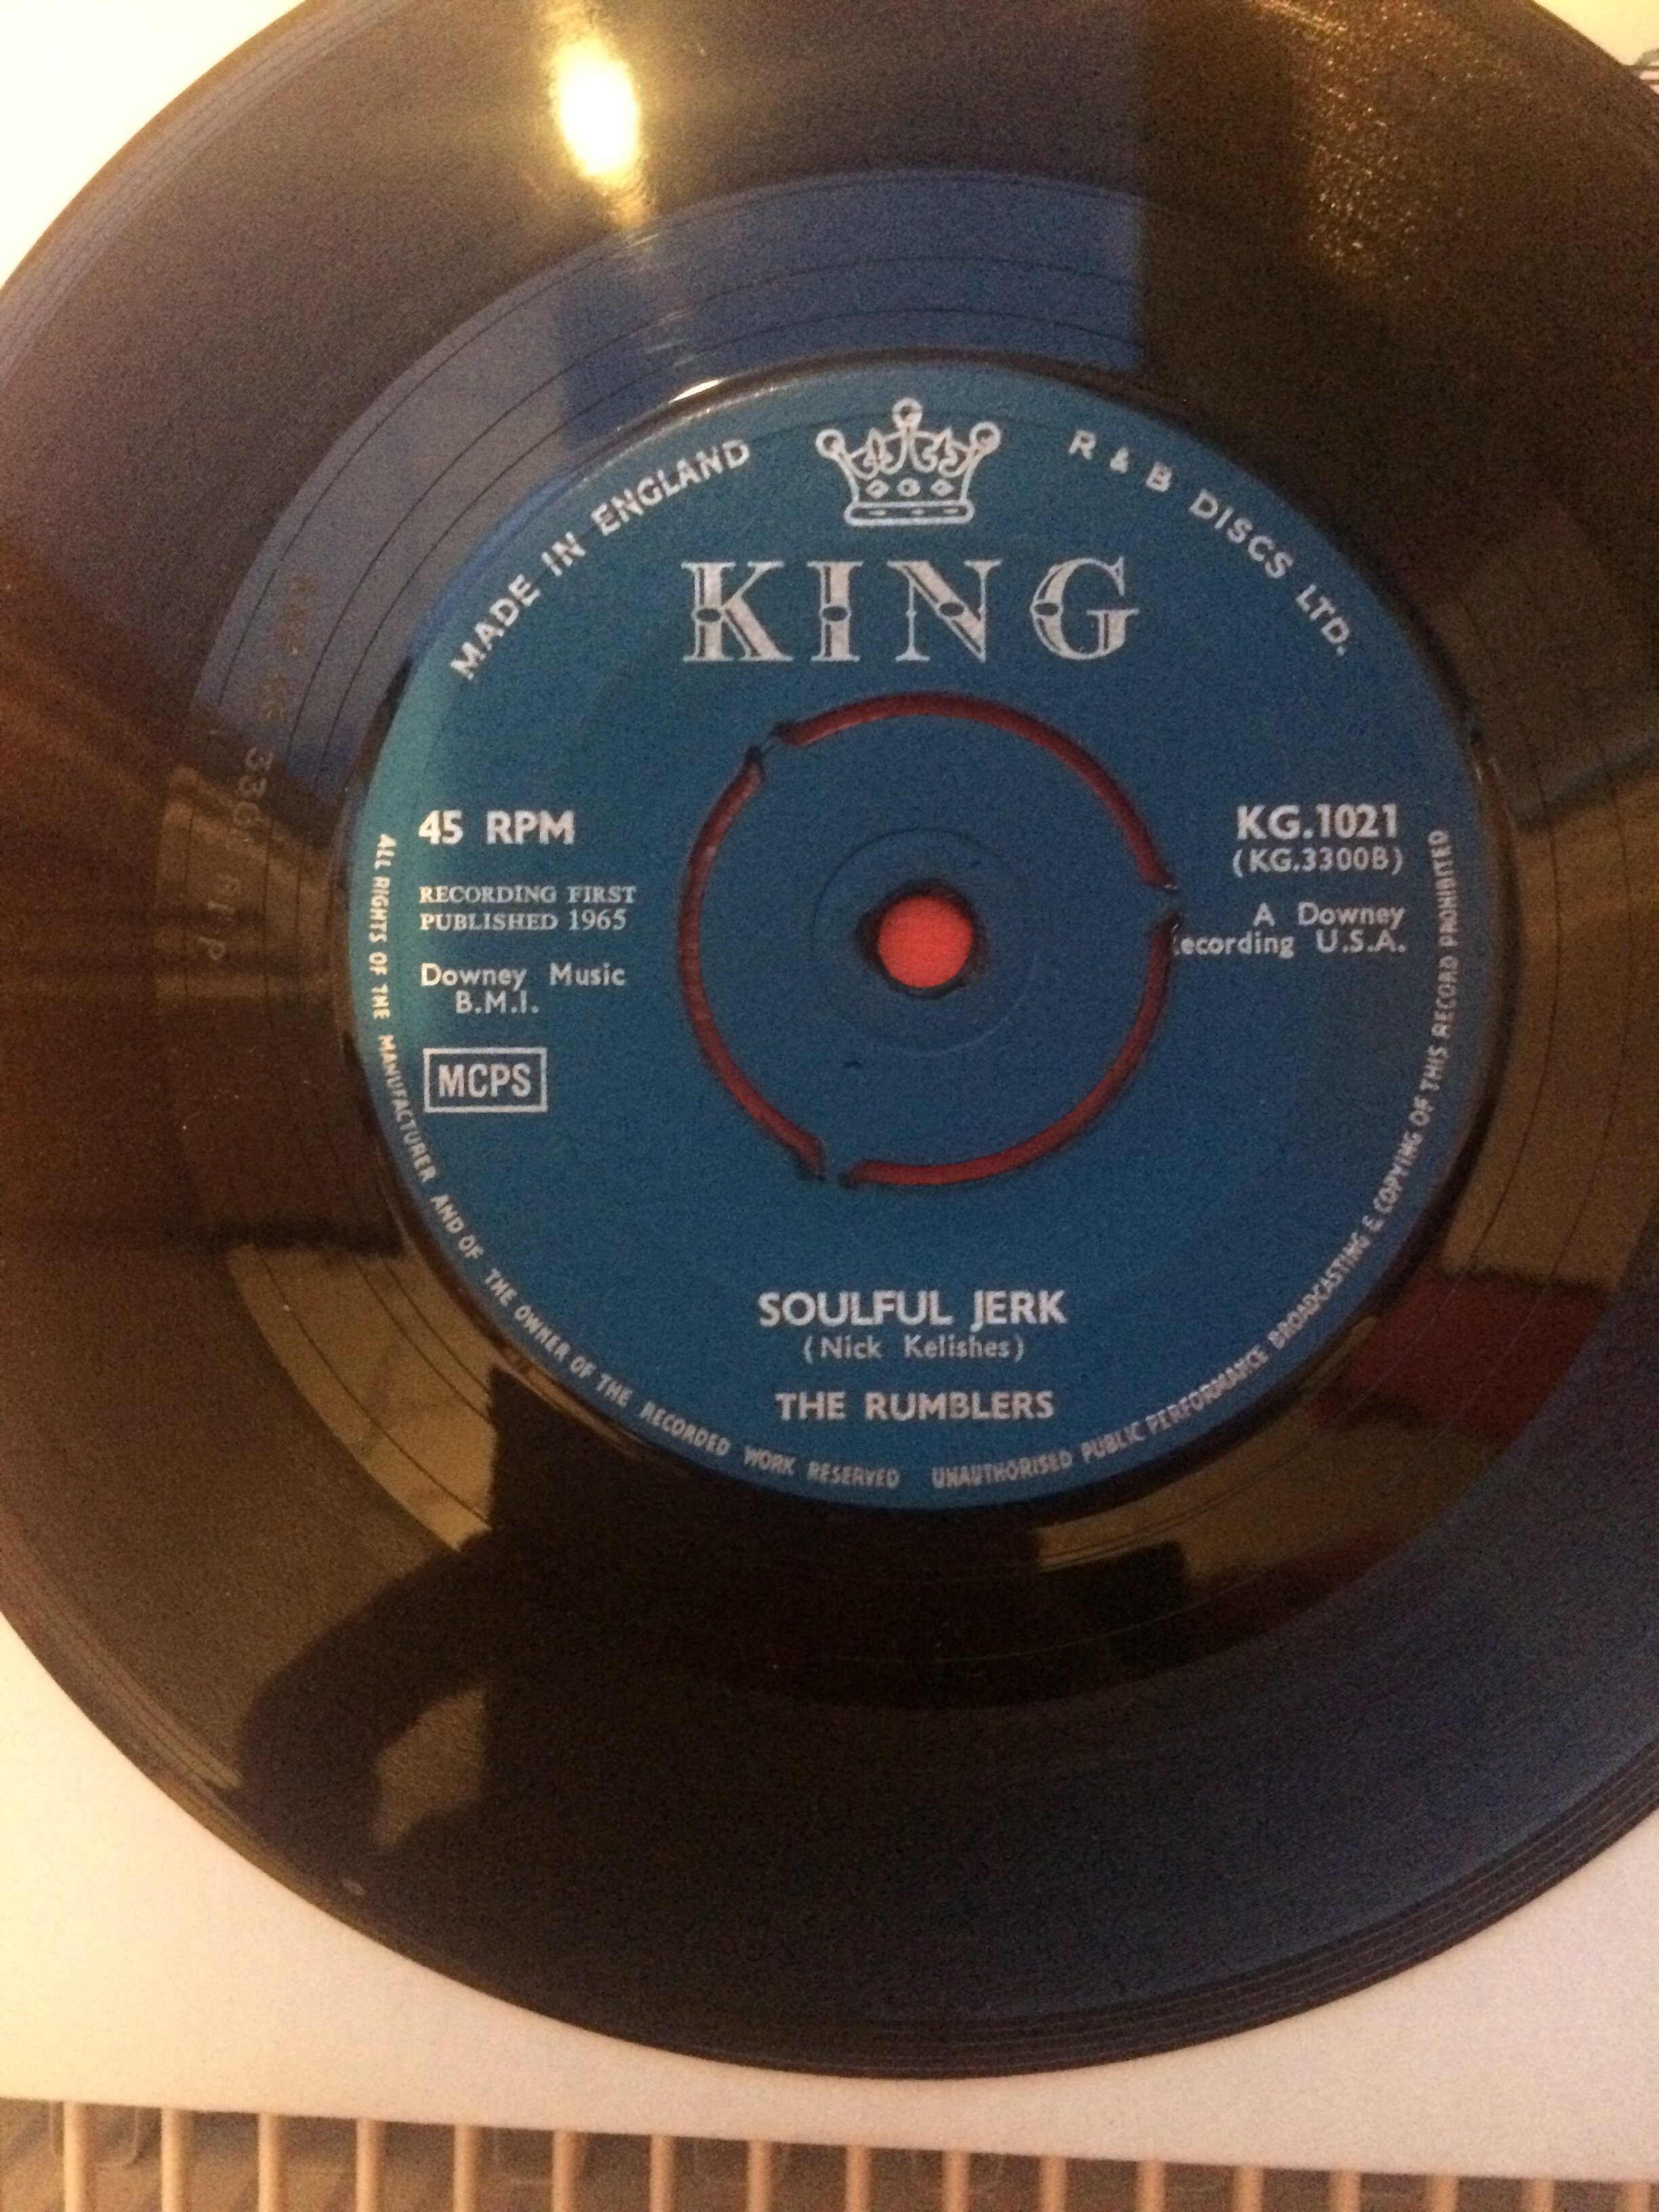 MADE IN ENGLAND
R & B DISCS LTD.
KING
45 RPM
RECORDING FIRST
PUBLISHED 1965
Downey Music
B.M.I.
MCPS
KG.1021
(KG.3300B)
A Downey
ecording U.S.A.
SOULFUL JERK
(Nick Kelishes)
THE RUMBLERS
ALL RIGHTS OF THE MANUFACTURER AND OF THE OWNER OF THE RECORDED WORK RESERVED UNAUTHORISED PUBLIC PERFORMANCE BROADCASTING & COPYING OF THIS RECORD PROHIBITED